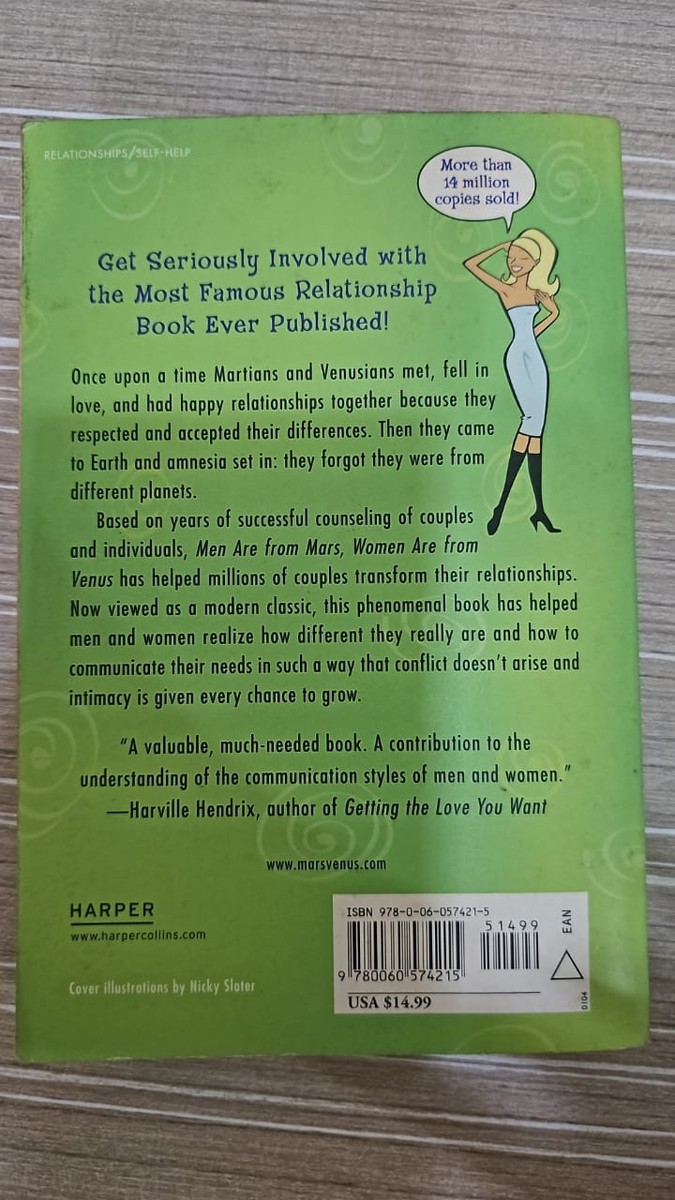 RELATIONSHIPS/SELF-HELP
More than
14 million
copies sold!
Get Seriously Involved with
the Most Famous Relationship
Book Ever Published!
Once upon a time Martians and Venusians met, fell in
love, and had happy relationships together because they
respected and accepted their differences. Then they came
to Earth and amnesia set in: they forgot they were from
different planets.
Based on years of successful counseling of couples
and individuals, Men Are from Mars, Women Are from
Venus has helped millions of couples transform their relationships.
Now viewed as a modern classic, this phenomenal book has helped
men and women realize how different they really are and how to
communicate their needs in such a way that conflict doesn't arise and
intimacy is given every chance to grow.
"A valuable, much-needed book. A contribution to the
understanding of the communication styles of men and women."
—Harville Hendrix, author of Getting the Love You Want
www.marsvenus.com
HARPER
www.harpercollins.com
Cover illustrations by Nicky Slater
ISBN 978-0-06-057421-5
51499
EAN
9 780060 574215
USA $14.99
0104